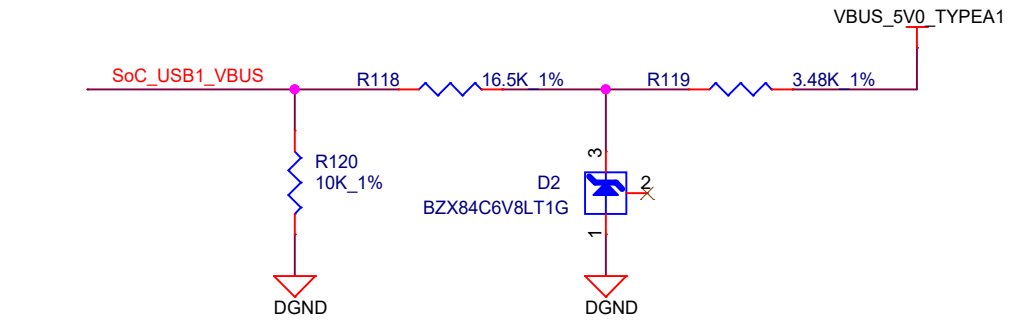 VBUS_5V0_TYPEA1
SoC_USB1_VBUS
R118
16.5K_1%
R119
3.48K_1%
R120
10K_1%
3
D2
2
BZX84C6V8LT1G
1
DGND
DGND